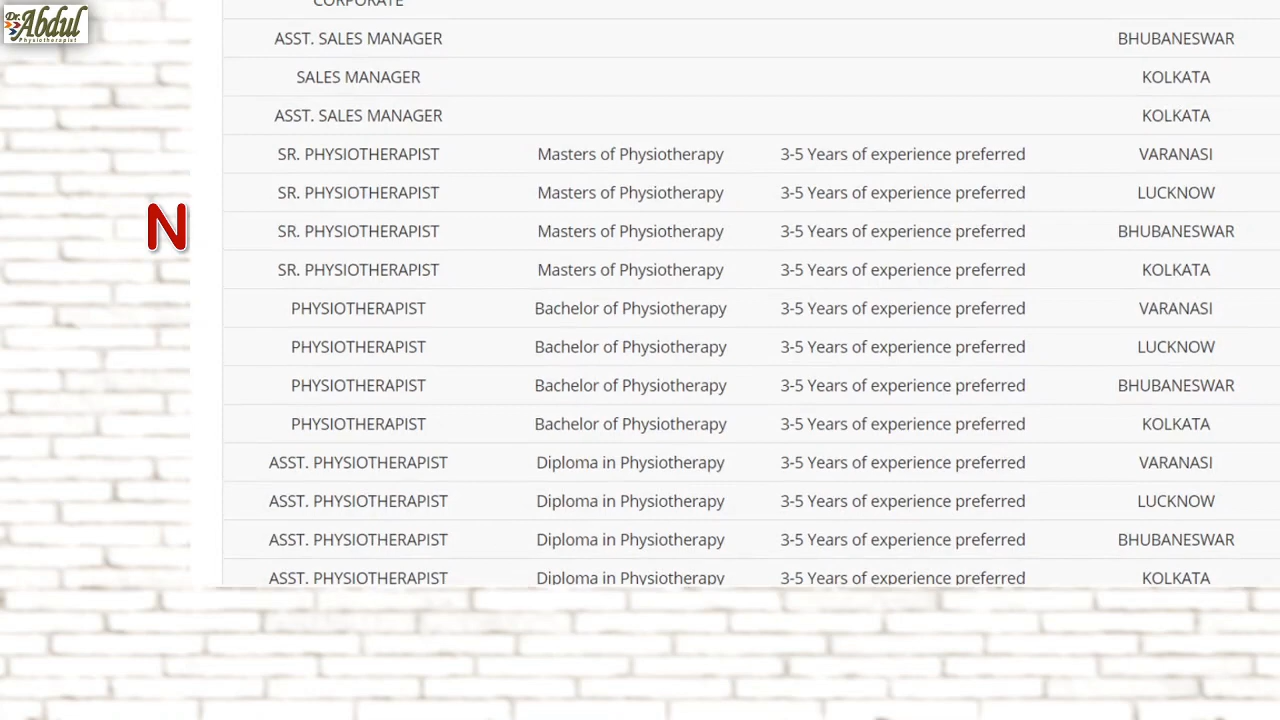 Dr. Abdul
Physiotherapist
CORPORATE
ASST. SALES MANAGER BHUBANESWAR
SALES MANAGER KOLKATA
ASST. SALES MANAGER KOLKATA
SR. PHYSIOTHERAPIST Masters of Physiotherapy 3-5 Years of experience preferred VARANASI
SR. PHYSIOTHERAPIST Masters of Physiotherapy 3-5 Years of experience preferred LUCKNOW
SR. PHYSIOTHERAPIST Masters of Physiotherapy 3-5 Years of experience preferred BHUBANESWAR
N
SR. PHYSIOTHERAPIST Masters of Physiotherapy 3-5 Years of experience preferred KOLKATA
PHYSIOTHERAPIST Bachelor of Physiotherapy 3-5 Years of experience preferred VARANASI
PHYSIOTHERAPIST Bachelor of Physiotherapy 3-5 Years of experience preferred LUCKNOW
PHYSIOTHERAPIST Bachelor of Physiotherapy 3-5 Years of experience preferred BHUBANESWAR
PHYSIOTHERAPIST Bachelor of Physiotherapy 3-5 Years of experience preferred KOLKATA
ASST. PHYSIOTHERAPIST Diploma in Physiotherapy 3-5 Years of experience preferred VARANASI
ASST. PHYSIOTHERAPIST Diploma in Physiotherapy 3-5 Years of experience preferred LUCKNOW
ASST. PHYSIOTHERAPIST Diploma in Physiotherapy 3-5 Years of experience preferred BHUBANESWAR
ASST. PHYSIOTHERAPIST Diploma in Physiotherapy 3-5 Years of experience preferred KOLKATA